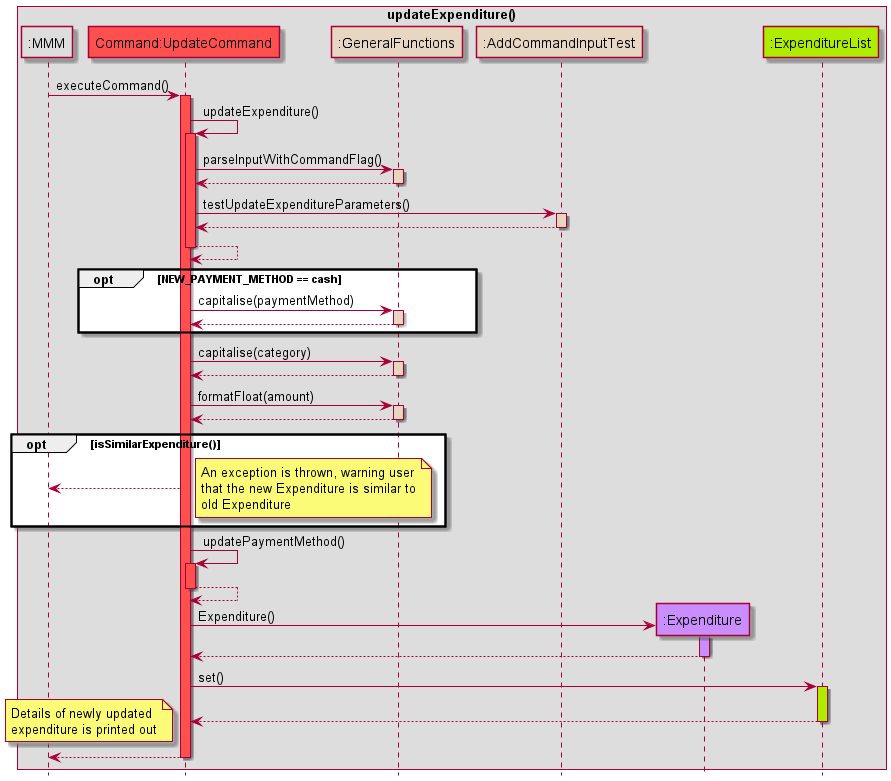 updateExpenditure()
:MMM
Command:UpdateCommand
:GeneralFunctions
:AddCommandInputTest
:ExpenditureList
executeCommand()
updateExpenditure()
parseInputWithCommandFlag()
testUpdateExpenditureParameters()
opt
[NEW_PAYMENT_METHOD == cash]
capitalise(paymentMethod)
capitalise(category)
formatFloat(amount)
opt
[isSimilarExpenditure()]
An exception is thrown, warning user
that the new Expenditure is similar to
old Expenditure
updatePaymentMethod()
Expenditure()
:Expenditure
set()
Details of newly updated
expenditure is printed out